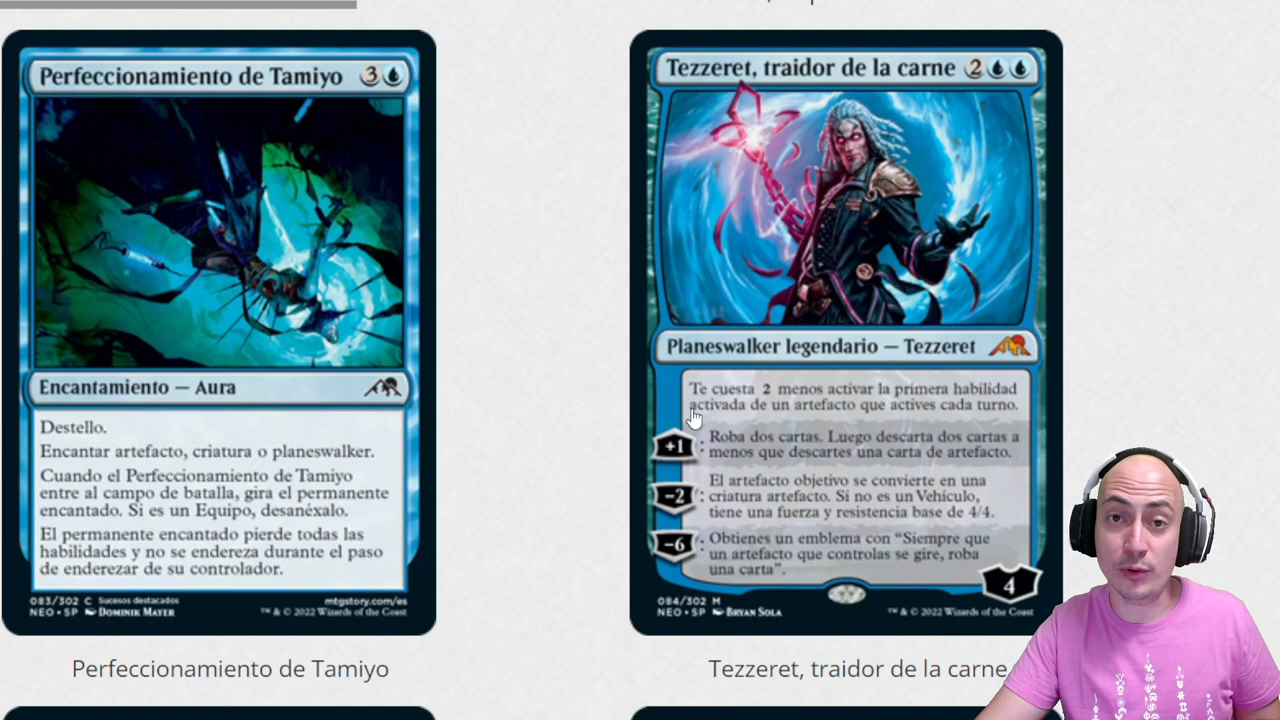 Perfeccionamiento de Tamiyo 3
Encantamiento — Aura
Destello.
Encantar artefacto, criatura o planeswalker.
Cuando el Perfeccionamiento de Tamiyo
entre al campo de batalla, gira el permanente
encantado. Si es un Equipo, desanéxalo.
El permanente encantado pierde todas las
habilidades y no se endereza durante el paso
de enderezar de su controlador.
083/302 C Sucesos destacados mtgstory.com/es
NEO • SP DOMINIK MAYER ™ & © 2022 Wizards of the Coast
Perfeccionamiento de Tamiyo
Tezzeret, traidor de la carne 2
Planeswalker legendario — Tezzeret
Te cuesta 2 menos activar la primera habilidad
activada de un artefacto que actives cada turno.
+1: Roba dos cartas. Luego descarta dos cartas a
menos que descartes una carta de artefacto.
El artefacto objetivo se convierte en una
−2: criatura artefacto. Si no es un Vehículo,
tiene una fuerza y resistencia base de 4/4.
−6: Obtienes un emblema con “Siempre que
un artefacto que controlas se gire, roba
una carta”.
4
084/302 M
NEO • SP BRYAN SOLA ™ & © 2022 Wizards of the Coast
Tezzeret, traidor de la carne